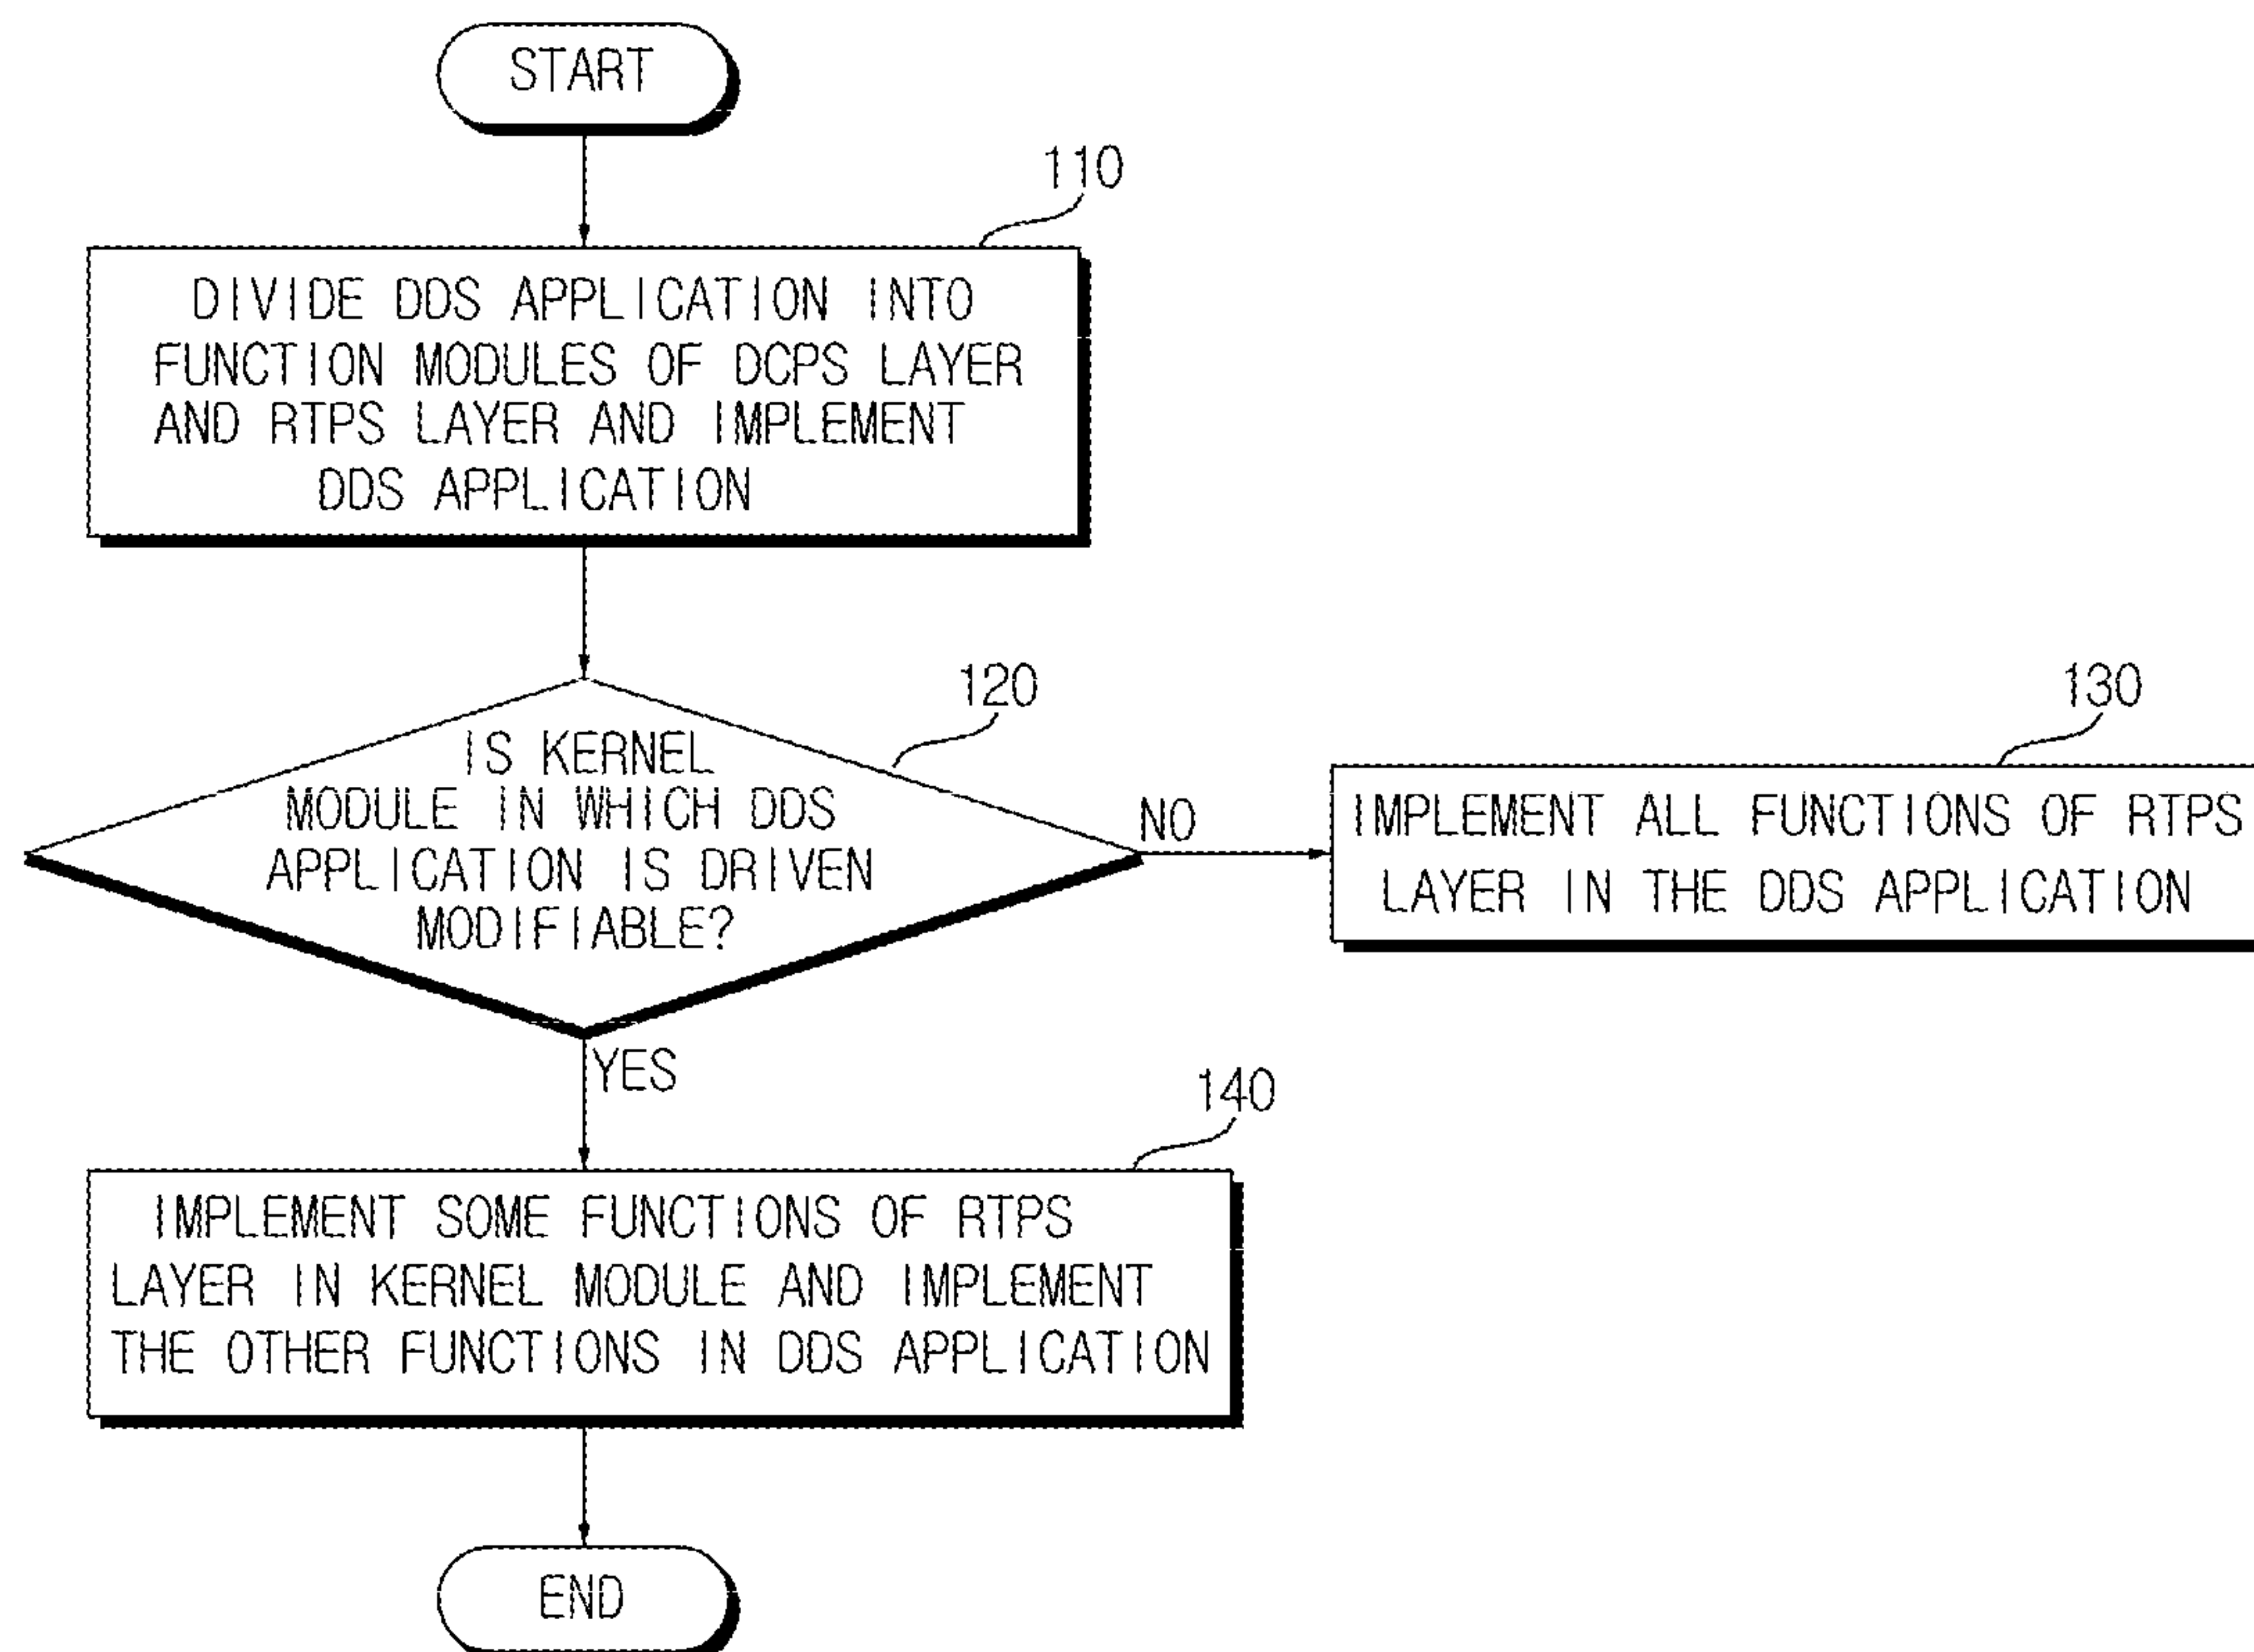 START
110
DIVIDE DDS APPLICATION INTO
FUNCTION MODULES OF DCPS LAYER
AND RTPS LAYER AND IMPLEMENT
DDS APPLICATION
120
IS KERNEL
MODULE IN WHICH DDS
APPLICATION IS DRIVEN
MODIFIABLE?
NO
130
IMPLEMENT ALL FUNCTIONS OF RTPS
LAYER IN THE DDS APPLICATION
YES
140
IMPLEMENT SOME FUNCTIONS OF RTPS
LAYER IN KERNEL MODULE AND IMPLEMENT
THE OTHER FUNCTIONS IN DDS APPLICATION
END